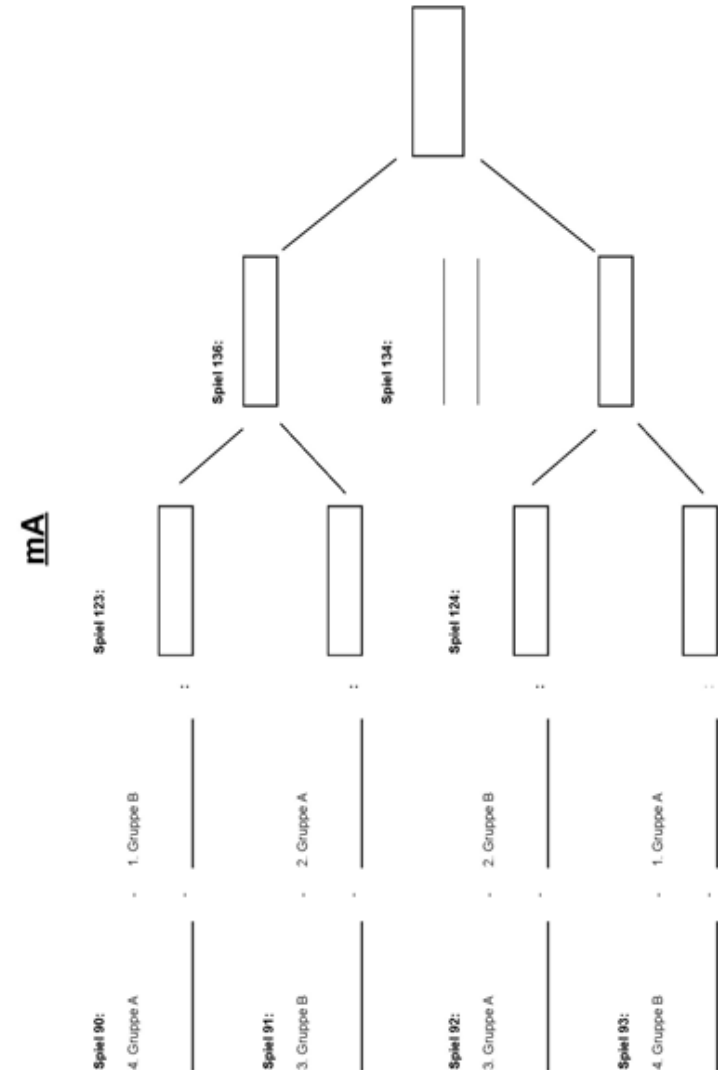 mA
Spiel 90:
4. Gruppe A - 1. Gruppe B
- :
Spiel 123:
Spiel 91:
3. Gruppe B - 2. Gruppe A
- :
Spiel 136:
Spiel 134:
Spiel 92:
3. Gruppe A - 2. Gruppe B
- :
Spiel 124:
Spiel 93:
4. Gruppe B - 1. Gruppe A
- :